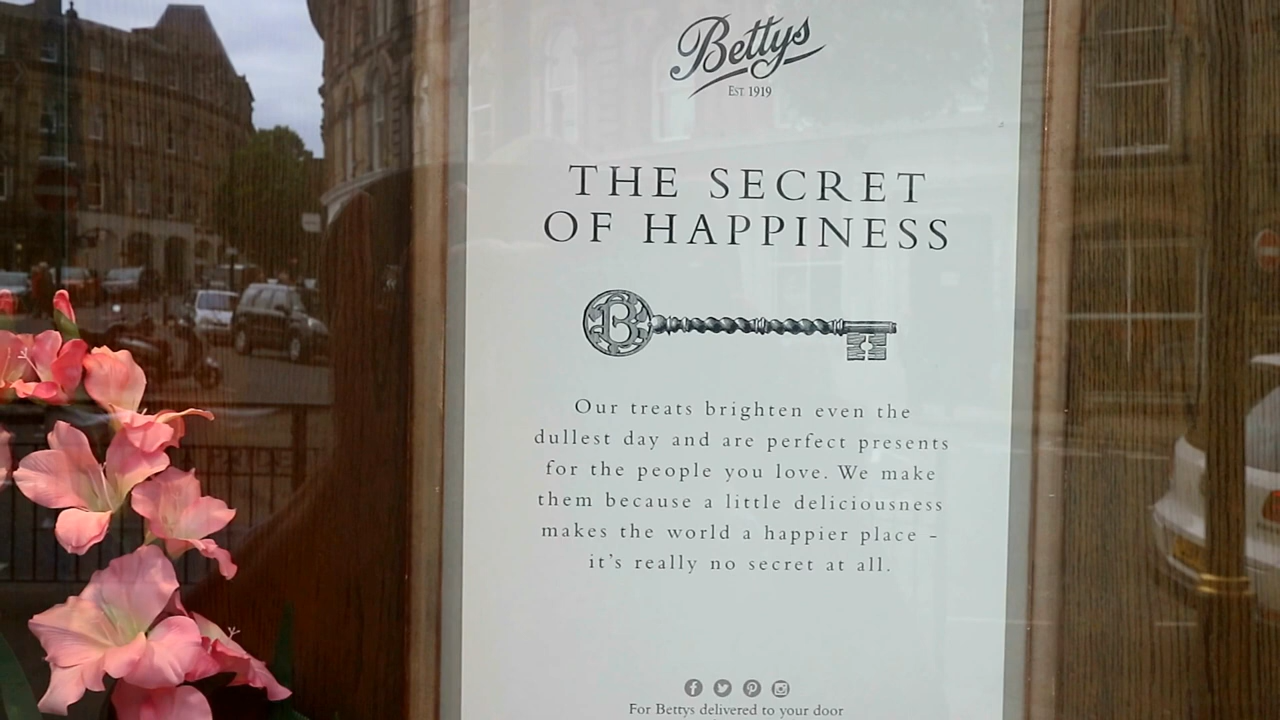 Bettys
EST. 1919
THE SECRET
OF HAPPINESS
B
Our treats brighten even the
dullest day and are perfect presents
for the people you love. We make
them because a little deliciousness
makes the world a happier place -
it's really no secret at all.
For Bettys delivered to your door